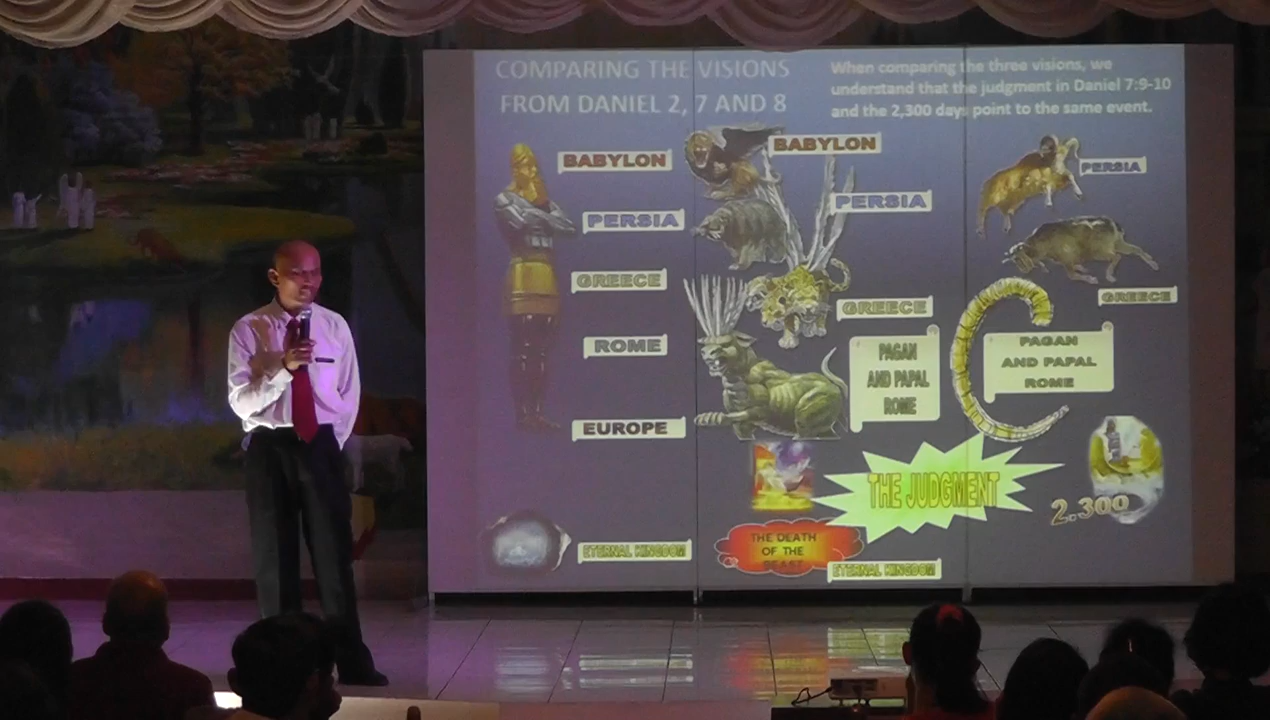 COMPARING THE VISIONS
FROM DANIEL 2, 7 AND 8
When comparing the three visions, we
understand that the judgment in Daniel 7:9-10
and the 2,300 days point to the same event.
BABYLON
PERSIA
GREECE
ROME
EUROPE
ETERNAL KINGDOM
BABYLON
PERSIA
GREECE
PAGAN
AND PAPAL
ROME
THE JUDGMENT
THE DEATH
OF THE
BEAST
ETERNAL KINGDOM
PERSIA
GREECE
PAGAN
AND PAPAL
ROME
2.300